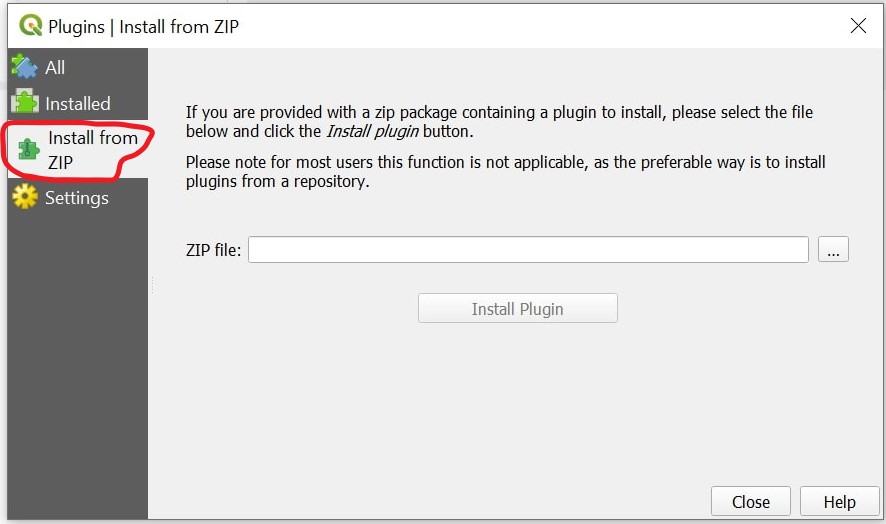 Plugins | Install from ZIP
All
Installed
Install from
ZIP
Settings
If you are provided with a zip package containing a plugin to install, please select the file
below and click the Install plugin button.
Please note for most users this function is not applicable, as the preferable way is to install
plugins from a repository.
ZIP file:
...
Install Plugin
Close
Help